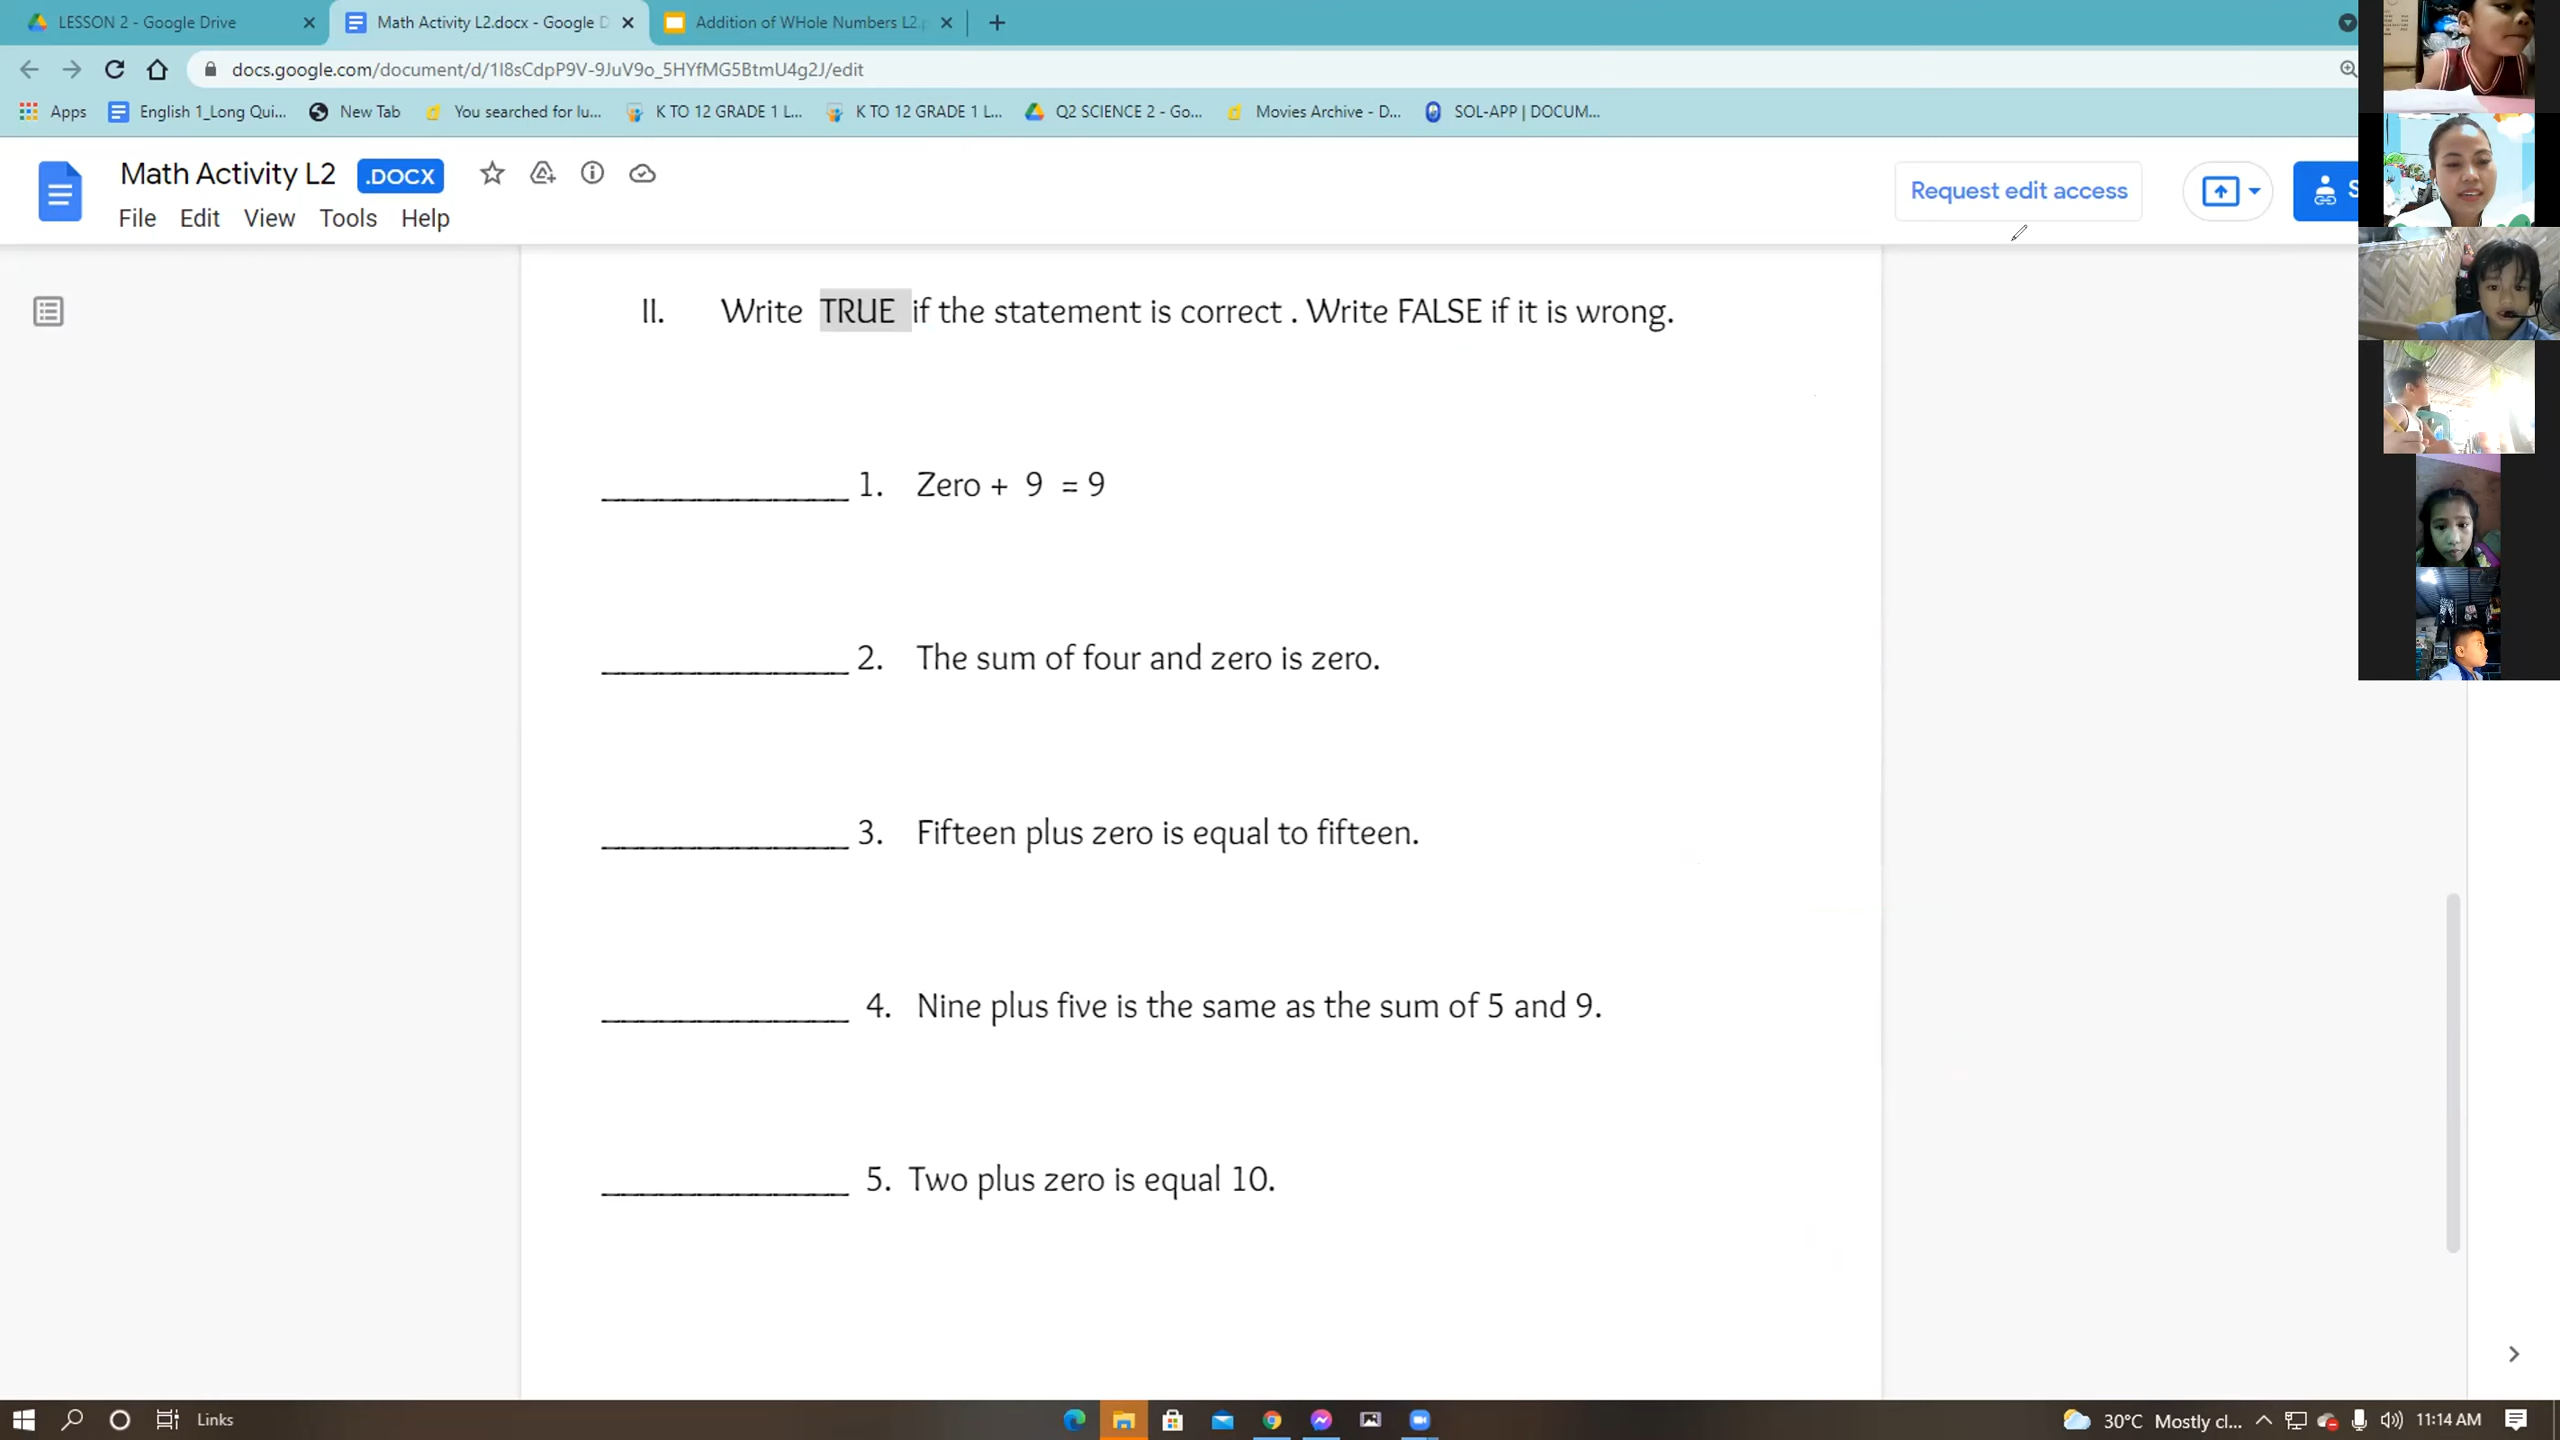 LESSON 2 - Google Drive
Math Activity L2.docx - Google D
Addition of WHole Numbers L2.p
docs.google.com/document/d/1I8sCdpP9V-9JuV9o_5HYfMG5BtmU4g2J/edit
Apps
English 1_Long Qui...
New Tab
You searched for lu...
K TO 12 GRADE 1 L...
K TO 12 GRADE 1 L...
Q2 SCIENCE 2 - Go...
Movies Archive - D...
SOL-APP | DOCUM...
Math Activity L2 .DOCX
Request edit access
S
File Edit View Tools Help
II. Write TRUE if the statement is correct . Write FALSE if it is wrong.
______________ 1. Zero + 9 = 9
______________ 2. The sum of four and zero is zero.
______________ 3. Fifteen plus zero is equal to fifteen.
______________ 4. Nine plus five is the same as the sum of 5 and 9.
______________ 5. Two plus zero is equal 10.
Links
30°C Mostly cl...
11:14 AM